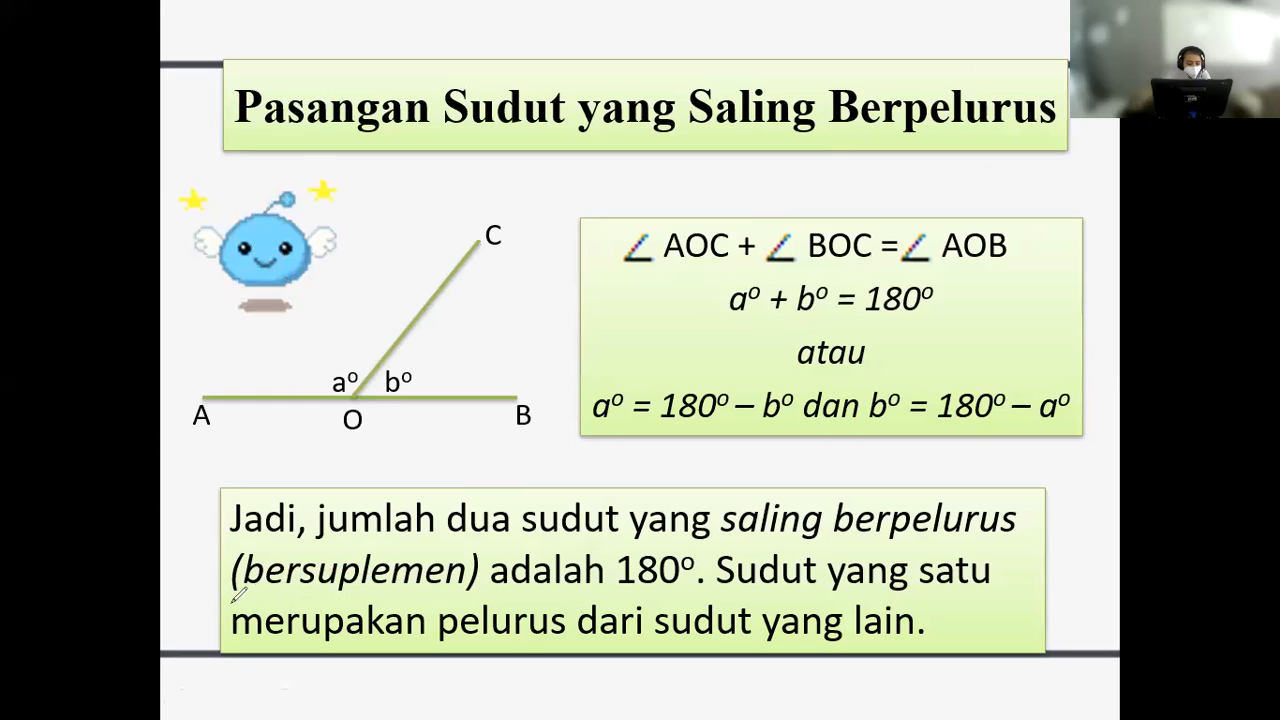 Pasangan Sudut yang Saling Berpelurus
C
aº
bº
A
O
B
∠ AOC + ∠ BOC = ∠ AOB
aº + bº = 180º
atau
aº = 180º – bº dan bº = 180º – aº
Jadi, jumlah dua sudut yang saling berpelurus
(bersuplemen) adalah 180º. Sudut yang satu
merupakan pelurus dari sudut yang lain.